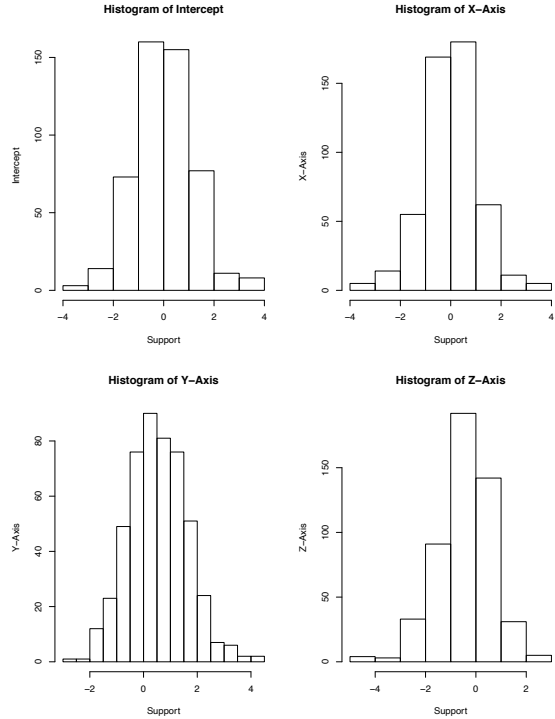 Histogram of Intercept
Intercept
0
50
100
150
−4
−2
0
2
4
Support
Histogram of X−Axis
X−Axis
0
50
100
150
−4
−2
0
2
4
Support
Histogram of Y−Axis
Y−Axis
0
20
40
60
80
−2
0
2
4
Support
Histogram of Z−Axis
Z−Axis
0
50
100
150
−4
−2
0
2
Support